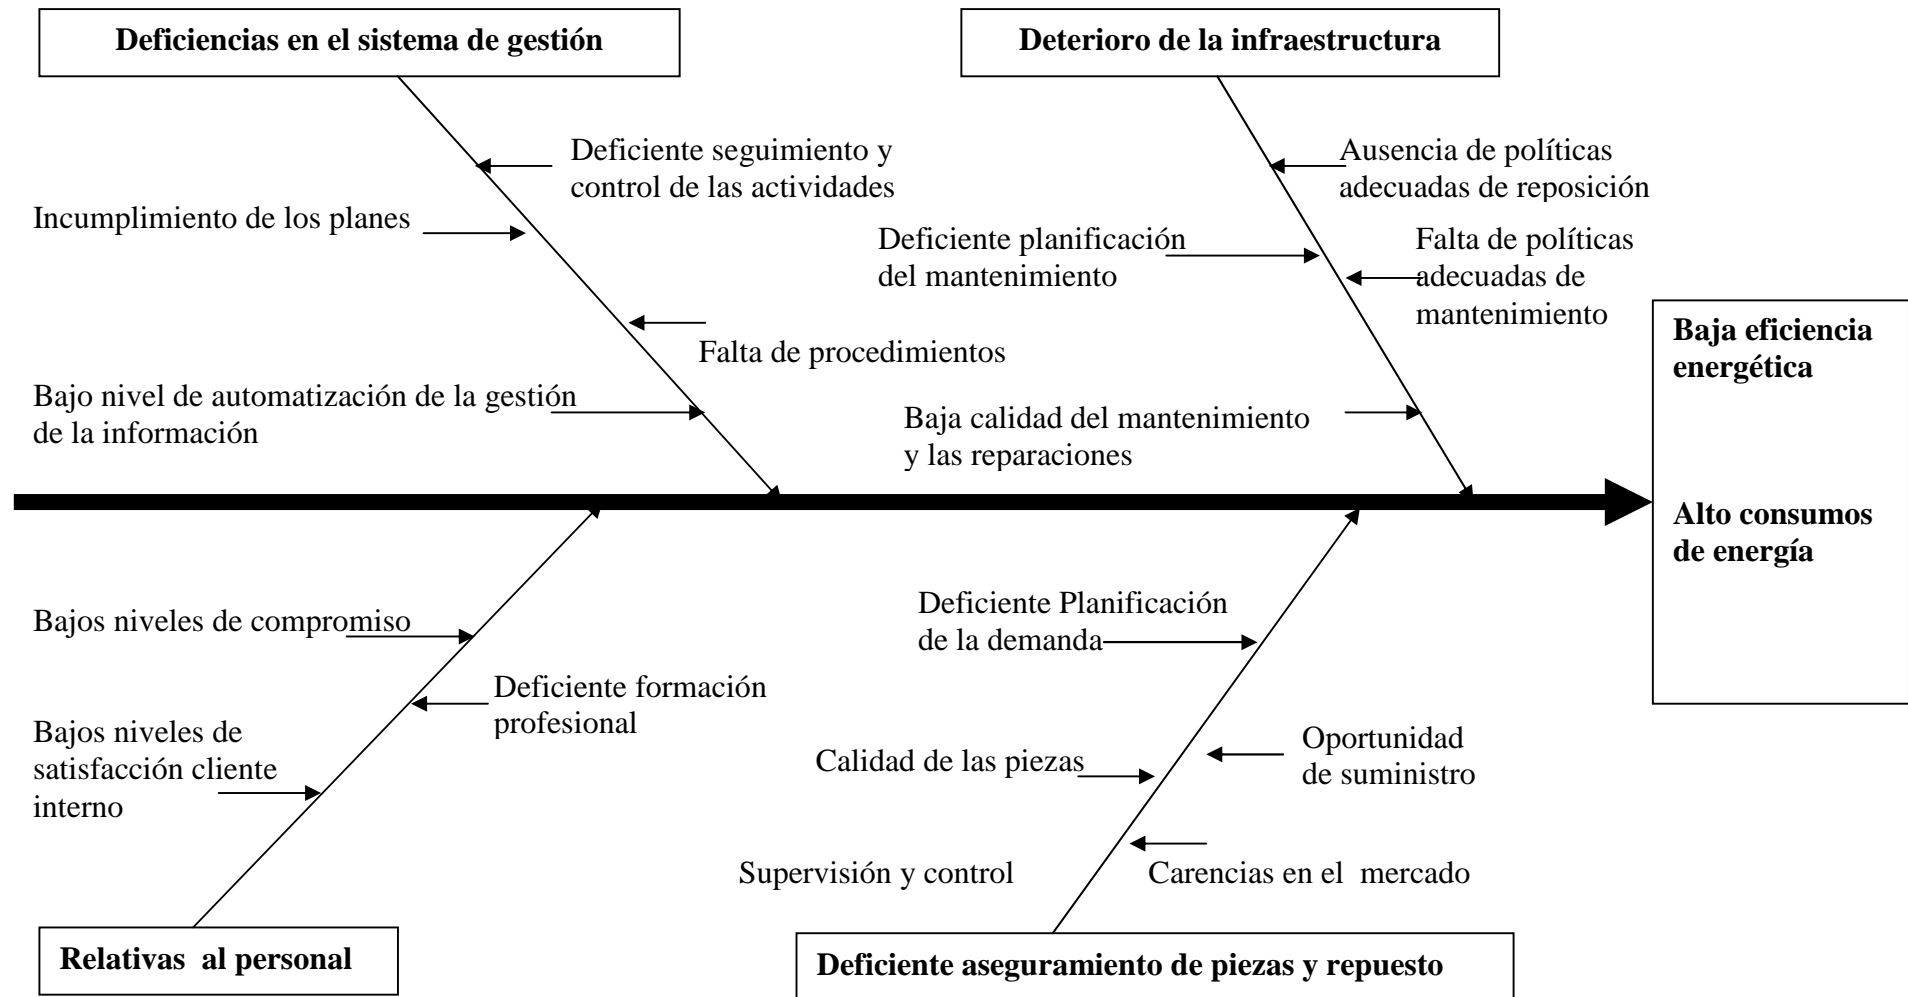 Deficiencias en el sistema de gestión
Deterioro de la infraestructura
Deficiente seguimiento y
control de las actividades
Incumplimiento de los planes
Falta de procedimientos
Bajo nivel de automatización de la gestión
de la información
Ausencia de políticas
adecuadas de reposición
Deficiente planificación
del mantenimiento
Falta de políticas
adecuadas de
mantenimiento
Baja calidad del mantenimiento
y las reparaciones
Baja eficiencia
energética
Alto consumos
de energía
Bajos niveles de compromiso
Deficiente formación
profesional
Bajos niveles de
satisfacción cliente
interno
Deficiente Planificación
de la demanda
Calidad de las piezas
Oportunidad
de suministro
Supervisión y control
Carencias en el  mercado
Relativas  al personal
Deficiente aseguramiento de piezas y repuesto